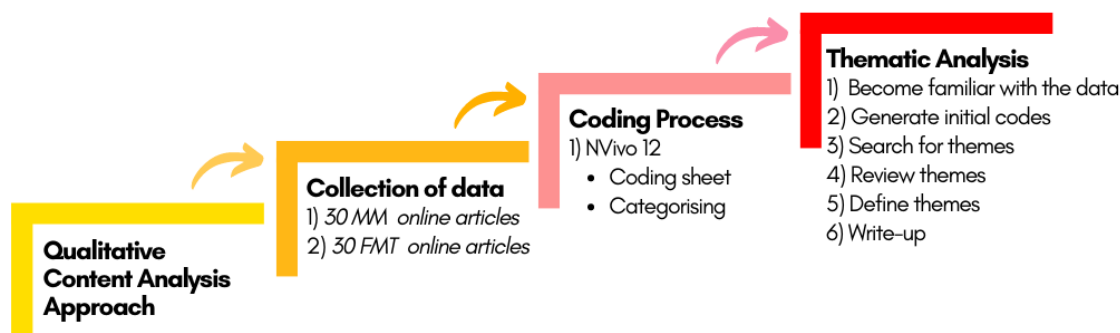 Qualitative
Content Analysis
Approach
Collection of data
1) 30 MM online articles
2) 30 FMT online articles
Coding Process
1) NVivo 12
• Coding sheet
• Categorising
Thematic Analysis
1) Become familiar with the data
2) Generate initial codes
3) Search for themes
4) Review themes
5) Define themes
6) Write-up